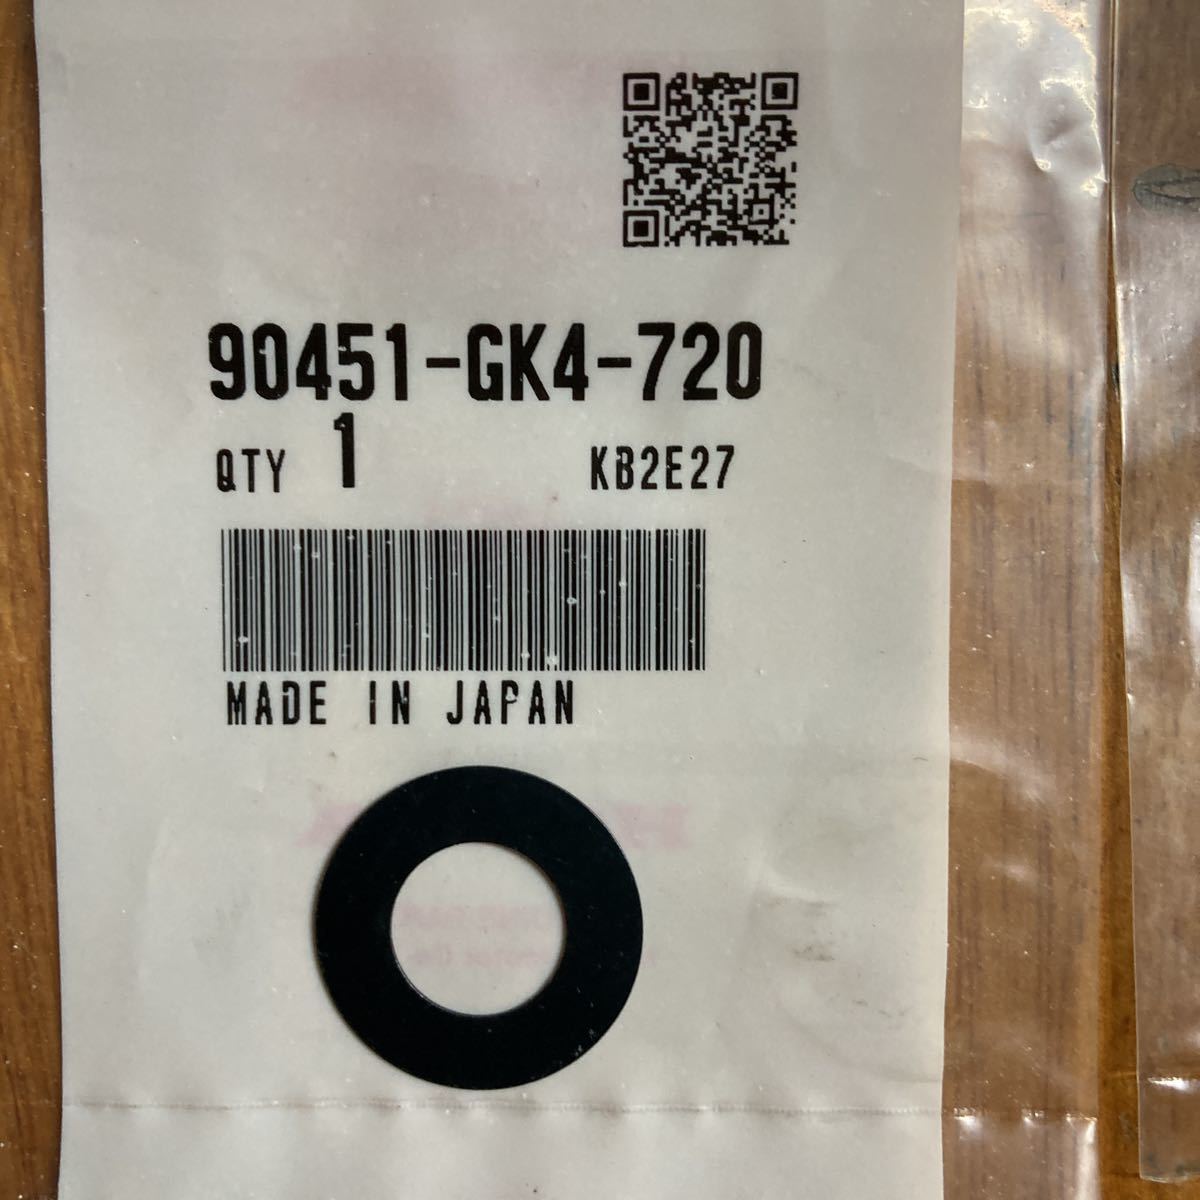 90451-GK4-720
QTY 1 KB2E27
MADE IN JAPAN